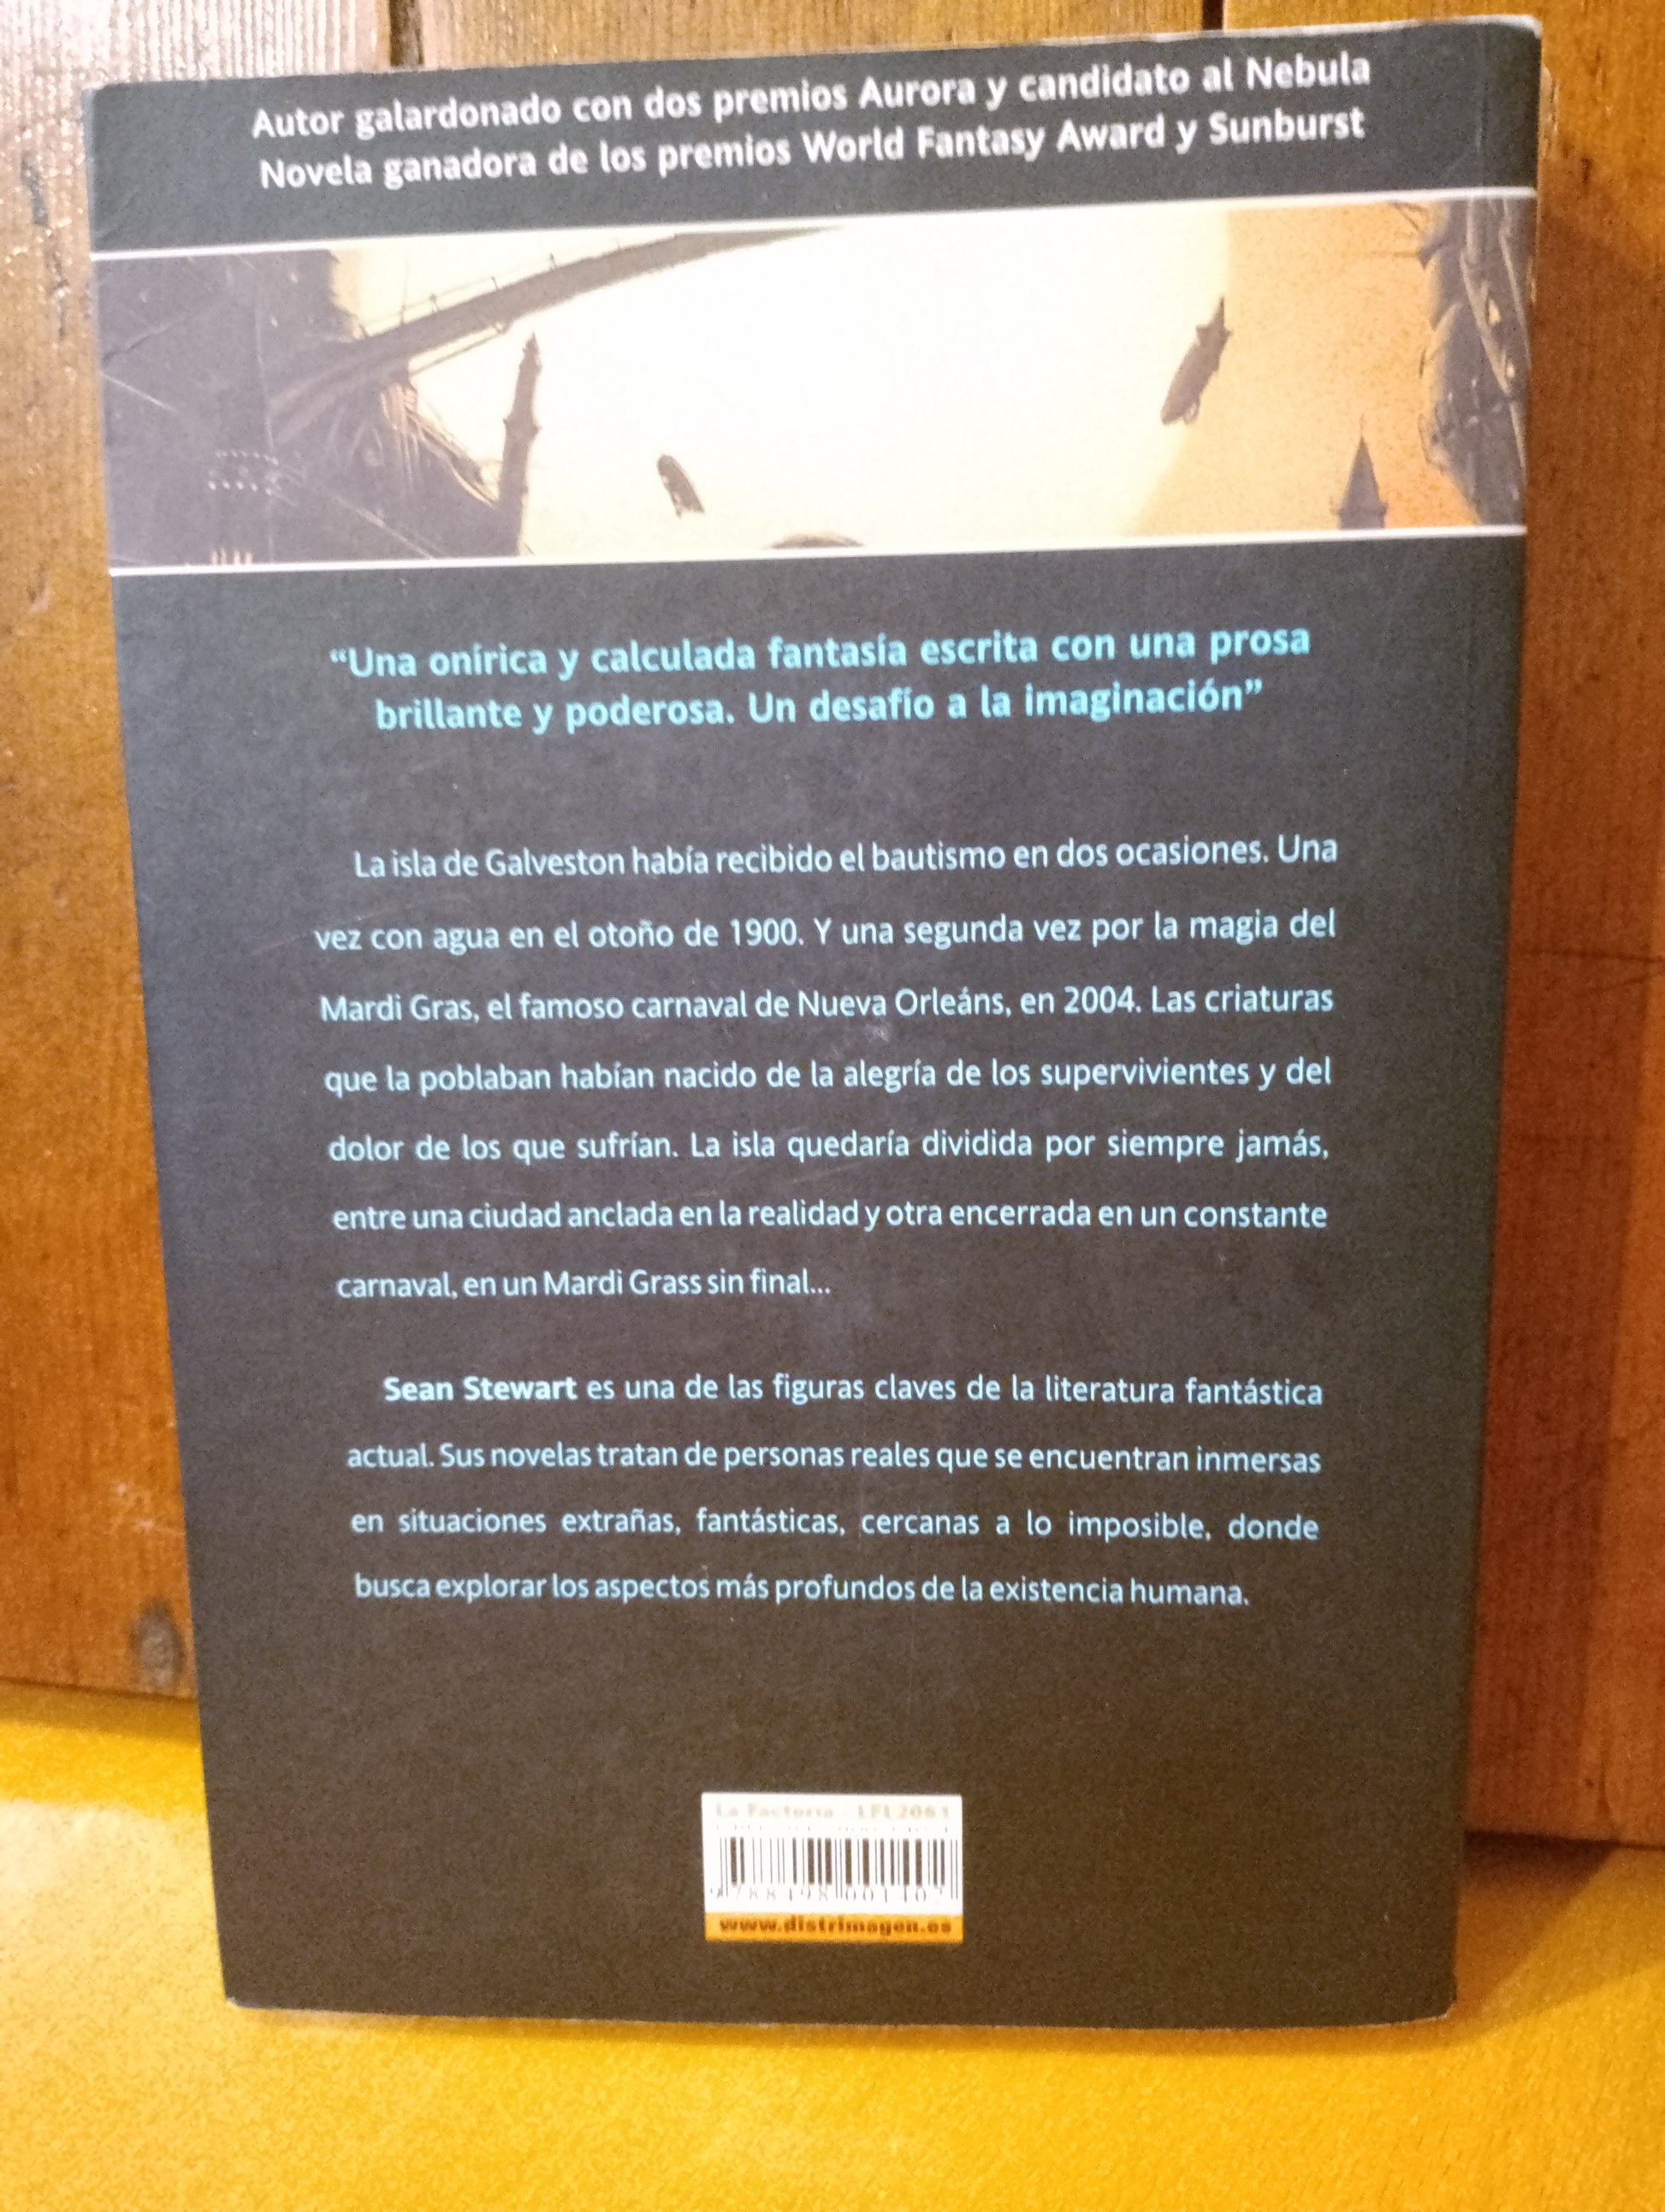 Autor galardonado con dos premios Aurora y candidato al Nebula
Novela ganadora de los premios World Fantasy Award y Sunburst
“Una onírica y calculada fantasía escrita con una prosa
brillante y poderosa. Un desafío a la imaginación”
La isla de Galveston había recibido el bautismo en dos ocasiones. Una
vez con agua en el otoño de 1900. Y una segunda vez por la magia del
Mardi Gras, el famoso carnaval de Nueva Orleáns, en 2004. Las criaturas
que la poblaban habían nacido de la alegría de los supervivientes y del
dolor de los que sufrían. La isla quedaría dividida por siempre jamás,
entre una ciudad anclada en la realidad y otra encerrada en un constante
carnaval, en un Mardi Grass sin final...
Sean Stewart es una de las figuras claves de la literatura fantástica
actual. Sus novelas tratan de personas reales que se encuentran inmersas
en situaciones extrañas, fantásticas, cercanas a lo imposible, donde
busca explorar los aspectos más profundos de la existencia humana.
La Factoría - LFL2061
www.distrimagen.es